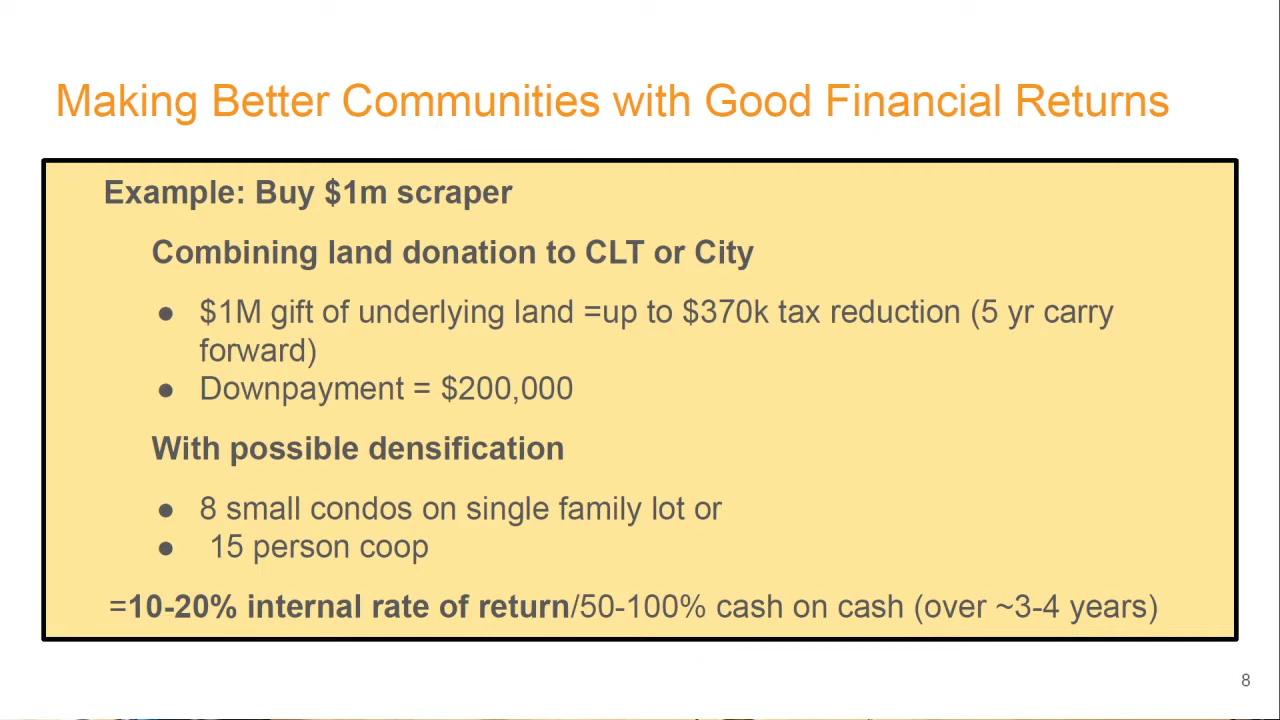 Making Better Communities with Good Financial Returns
Example: Buy $1m scraper
Combining land donation to CLT or City
● $1M gift of underlying land =up to $370k tax reduction (5 yr carry
forward)
● Downpayment = $200,000
With possible densification
● 8 small condos on single family lot or
● 15 person coop
=10-20% internal rate of return/50-100% cash on cash (over ~3-4 years)
8